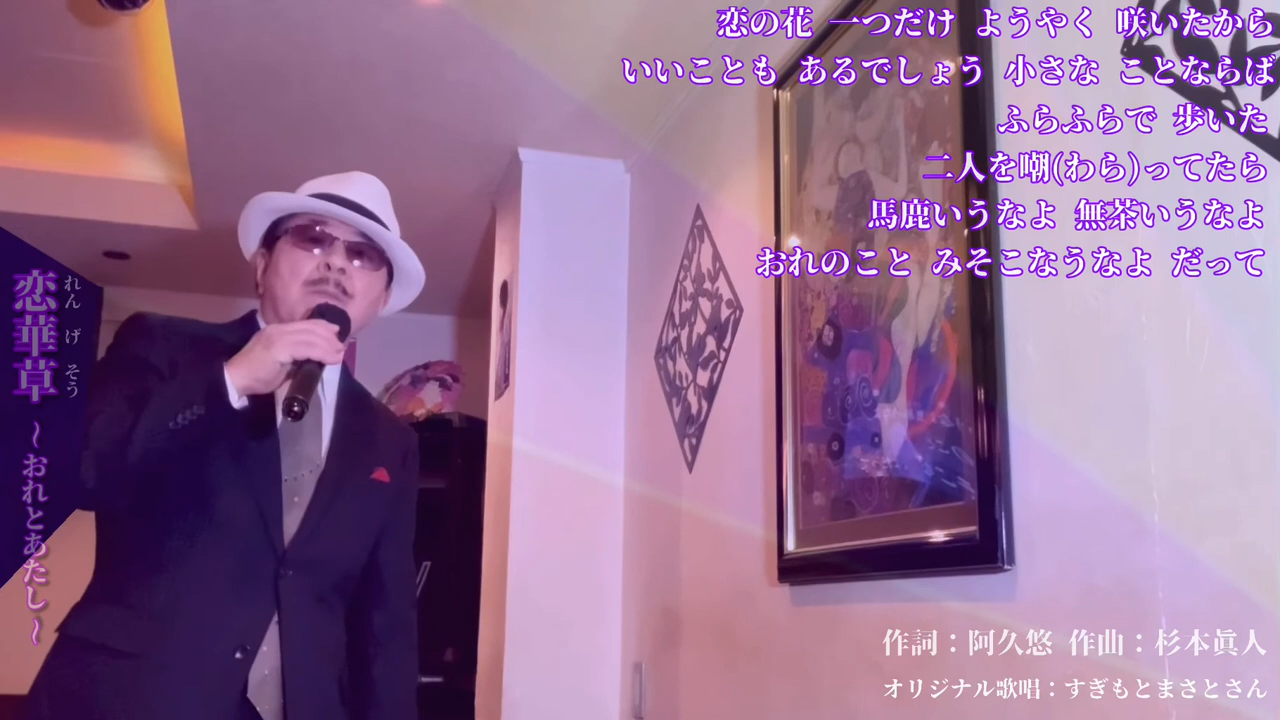 恋の花 一つだけ ようやく 咲いたから
いいことも あるでしょう 小さな ことならば
ふらふらで 歩いた
二人を嘲(わら)ってたら
馬鹿いうなよ 無茶いうなよ
おれのこと みそこなうなよ だって
恋華草
れん げ そう
~おれとあたし~
作詞:阿久悠 作曲:杉本眞人
オリジナル歌唱:すぎもとまさとさん